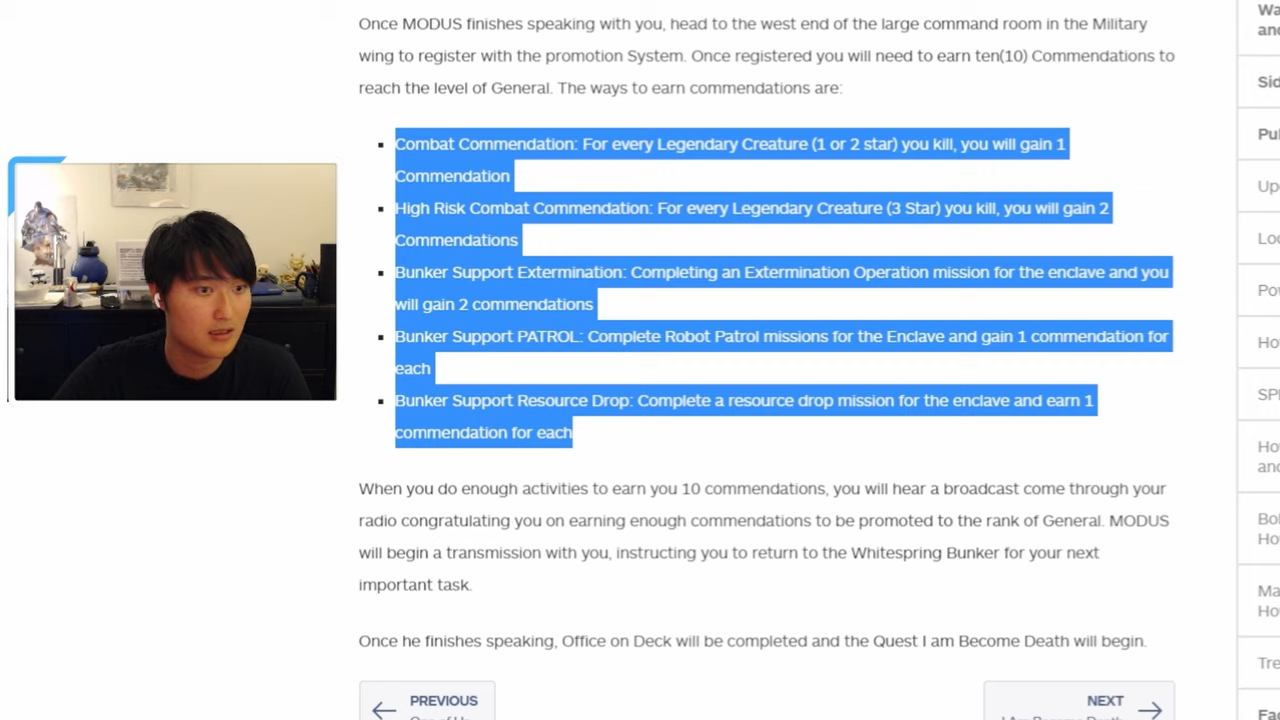 Once MODUS finishes speaking with you, head to the west end of the large command room in the Military
wing to register with the promotion System. Once registered you will need to earn ten(10) Commendations to
reach the level of General. The ways to earn commendations are:
Combat Commendation: For every Legendary Creature (1 or 2 star) you kill, you will gain 1
Commendation
High Risk Combat Commendation: For every Legendary Creature (3 Star) you kill, you will gain 2
Commendations
Bunker Support Extermination: Completing an Extermination Operation mission for the enclave and you
will gain 2 commendations
Bunker Support PATROL: Complete Robot Patrol missions for the Enclave and gain 1 commendation for
each
Bunker Support Resource Drop: Complete a resource drop mission for the enclave and earn 1
commendation for each
When you do enough activities to earn you 10 commendations, you will hear a broadcast come through your
radio congratulating you on earning enough commendations to be promoted to the rank of General. MODUS
will begin a transmission with you, instructing you to return to the Whitespring Bunker for your next
important task.
Once he finishes speaking, Office on Deck will be completed and the Quest I am Become Death will begin.
PREVIOUS
NEXT
and
Up
and